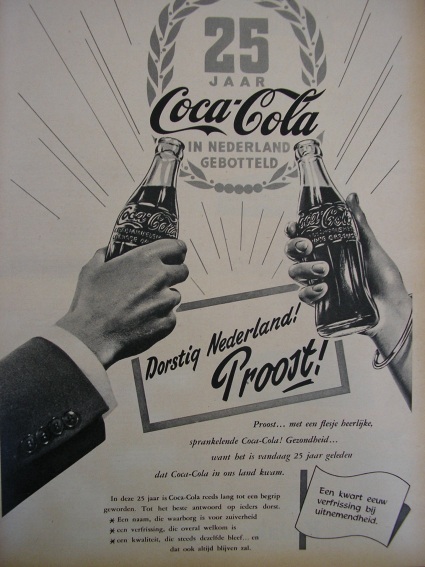 25
JAAR
Coca-Cola
IN NEDERLAND
GEBOTTELD
Coca-Cola
Coca-Cola
Dorstig Nederland!
Proost!
Proost... met een flesje heerlijke,
sprankelende Coca-Cola! Gezondheid...
want het is vandaag 25 jaar geleden
dat Coca-Cola in ons land kwam.
In deze 25 jaar is Coca-Cola reeds lang tot een begrip
geworden. Tot het beste antwoord op ieders dorst.
* Een naam, die waarborg is voor zuiverheid
* een verfrissing, die overal welkom is
* een kwaliteit, die steeds dezelfde bleef... en
dat ook altijd blijven zal.
Een kwart eeuw
verfrissing bij
uitnemendheid.